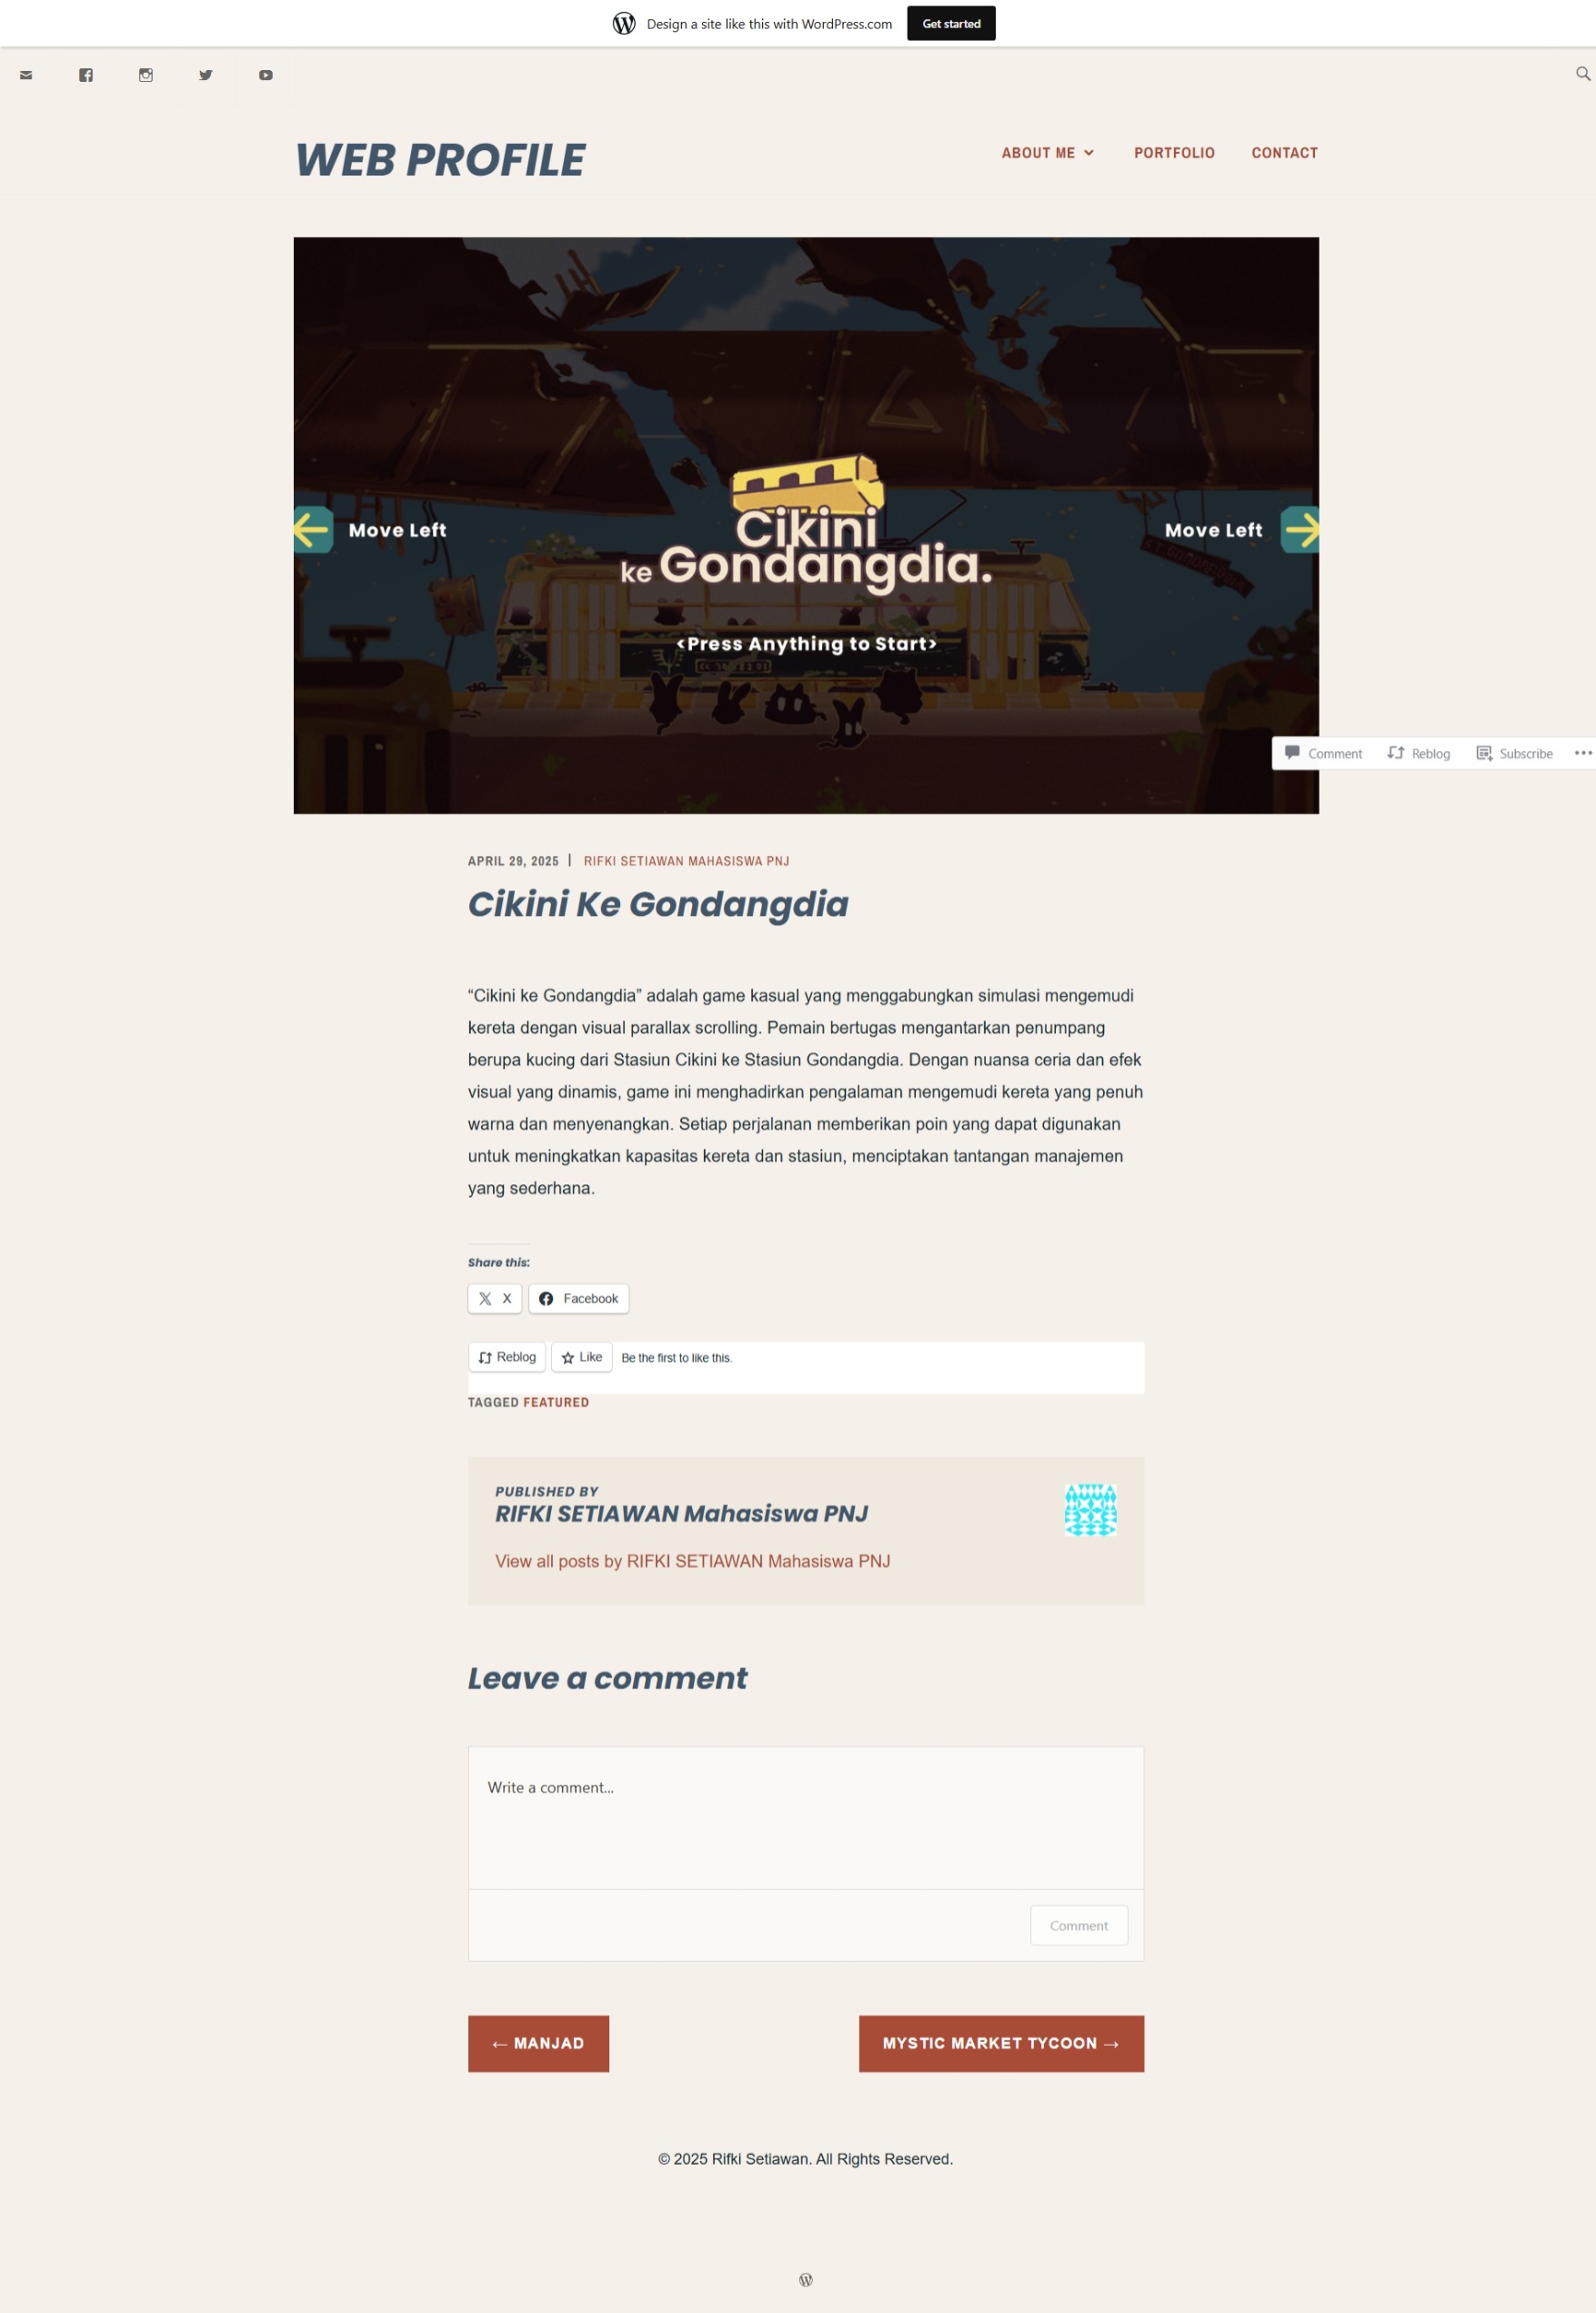 Design a site like this with WordPress.com Get started
WEB PROFILE
ABOUT ME PORTFOLIO CONTACT
Cikini
ke Gondangdia.
Move Left
Move Left
<Press Anything to Start>
Comment Reblog Subscribe ...
APRIL 29, 2025 | RIFKI SETIAWAN MAHASISWA PNJ
Cikini Ke Gondangdia
“Cikini ke Gondangdia” adalah game kasual yang menggabungkan simulasi mengemudi
kereta dengan visual parallax scrolling. Pemain bertugas mengantarkan penumpang
berupa kucing dari Stasiun Cikini ke Stasiun Gondangdia. Dengan nuansa ceria dan efek
visual yang dinamis, game ini menghadirkan pengalaman mengemudi kereta yang penuh
warna dan menyenangkan. Setiap perjalanan memberikan poin yang dapat digunakan
untuk meningkatkan kapasitas kereta dan stasiun, menciptakan tantangan manajemen
yang sederhana.
Share this:
X Facebook
Reblog Like Be the first to like this.
TAGGED FEATURED
PUBLISHED BY
RIFKI SETIAWAN Mahasiswa PNJ
View all posts by RIFKI SETIAWAN Mahasiswa PNJ
Leave a comment
Write a comment...
Comment
← MANJAD
MYSTIC MARKET TYCOON →
© 2025 Rifki Setiawan. All Rights Reserved.